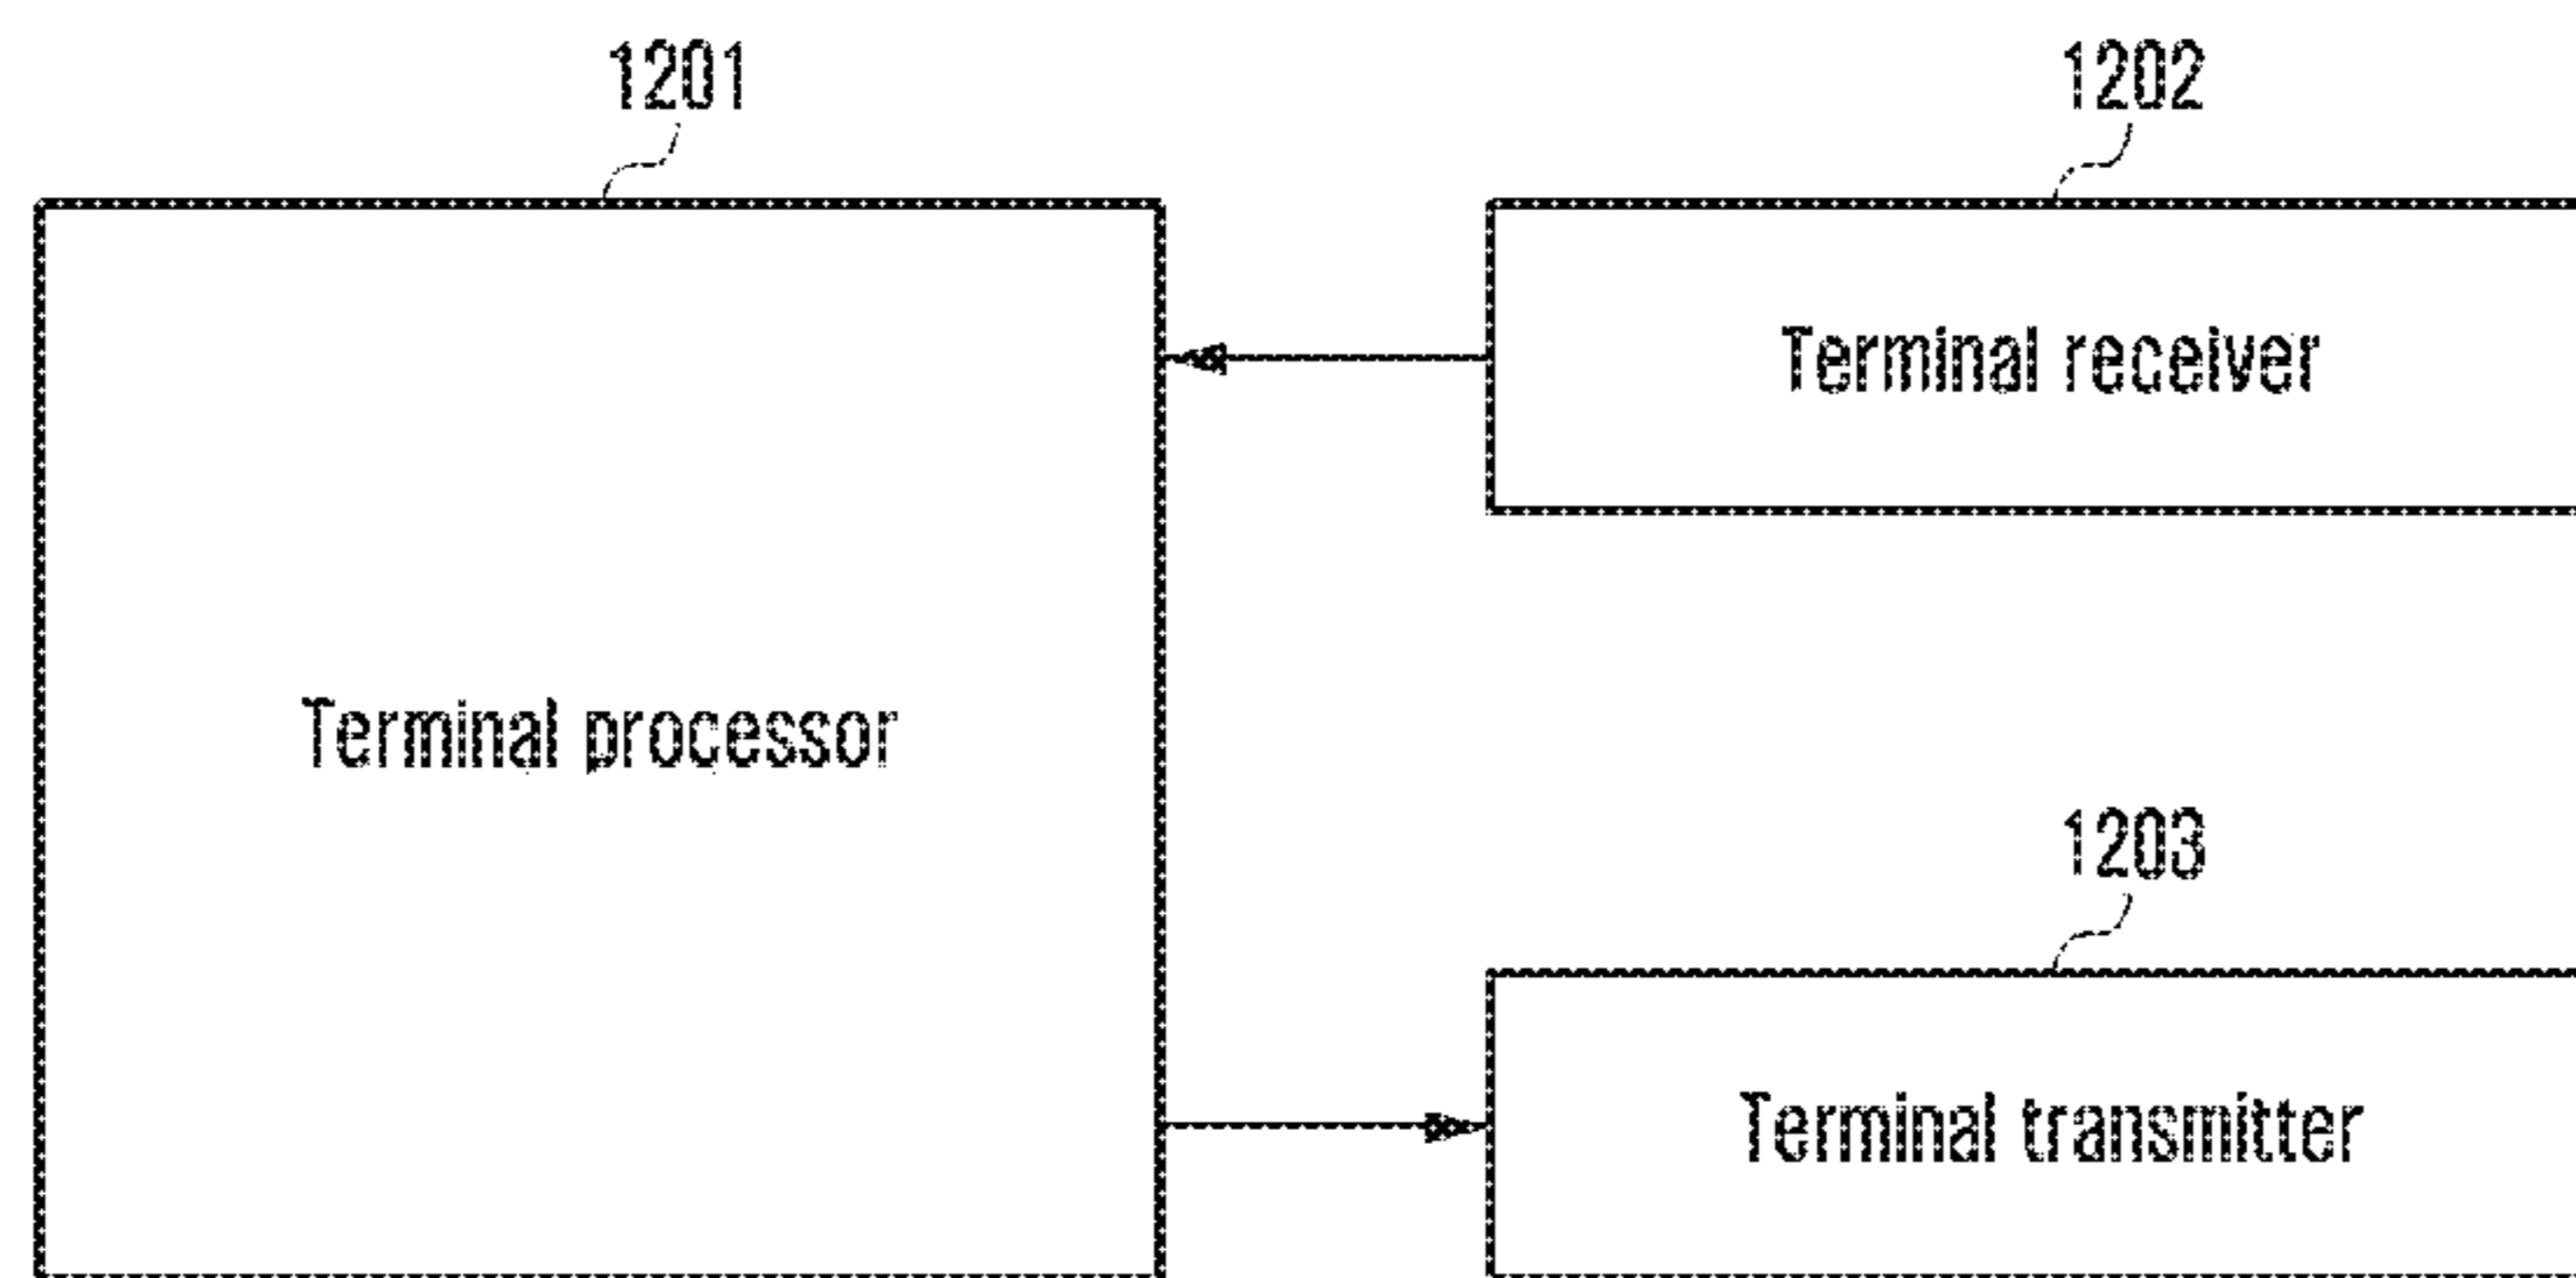 1201
1202
Terminal receiver
Terminal processor
1203
Terminal transmitter